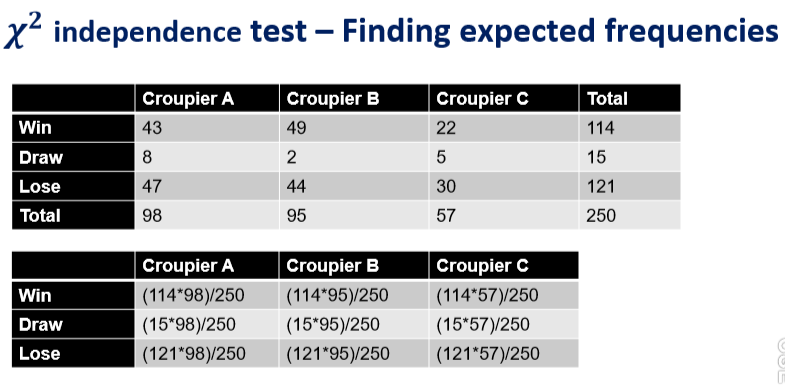 χ² independence test – Finding expected frequencies
Croupier A Croupier B Croupier C Total
Win 43 49 22 114
Draw 8 2 5 15
Lose 47 44 30 121
Total 98 95 57 250
Croupier A Croupier B Croupier C
Win (114*98)/250 (114*95)/250 (114*57)/250
Draw (15*98)/250 (15*95)/250 (15*57)/250
Lose (121*98)/250 (121*95)/250 (121*57)/250